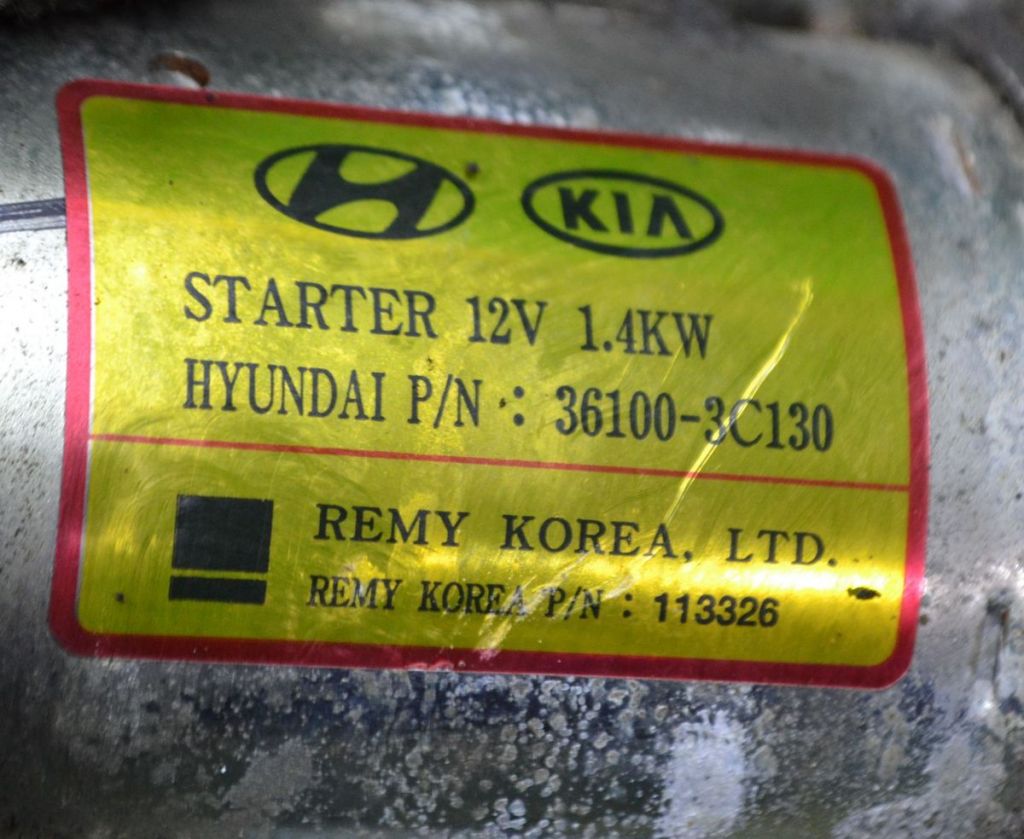 KIA
STARTER 12V 1.4KW
HYUNDAI P/N : 36100-3C130
REMY KOREA, LTD.
REMY KOREA P/N : 113326